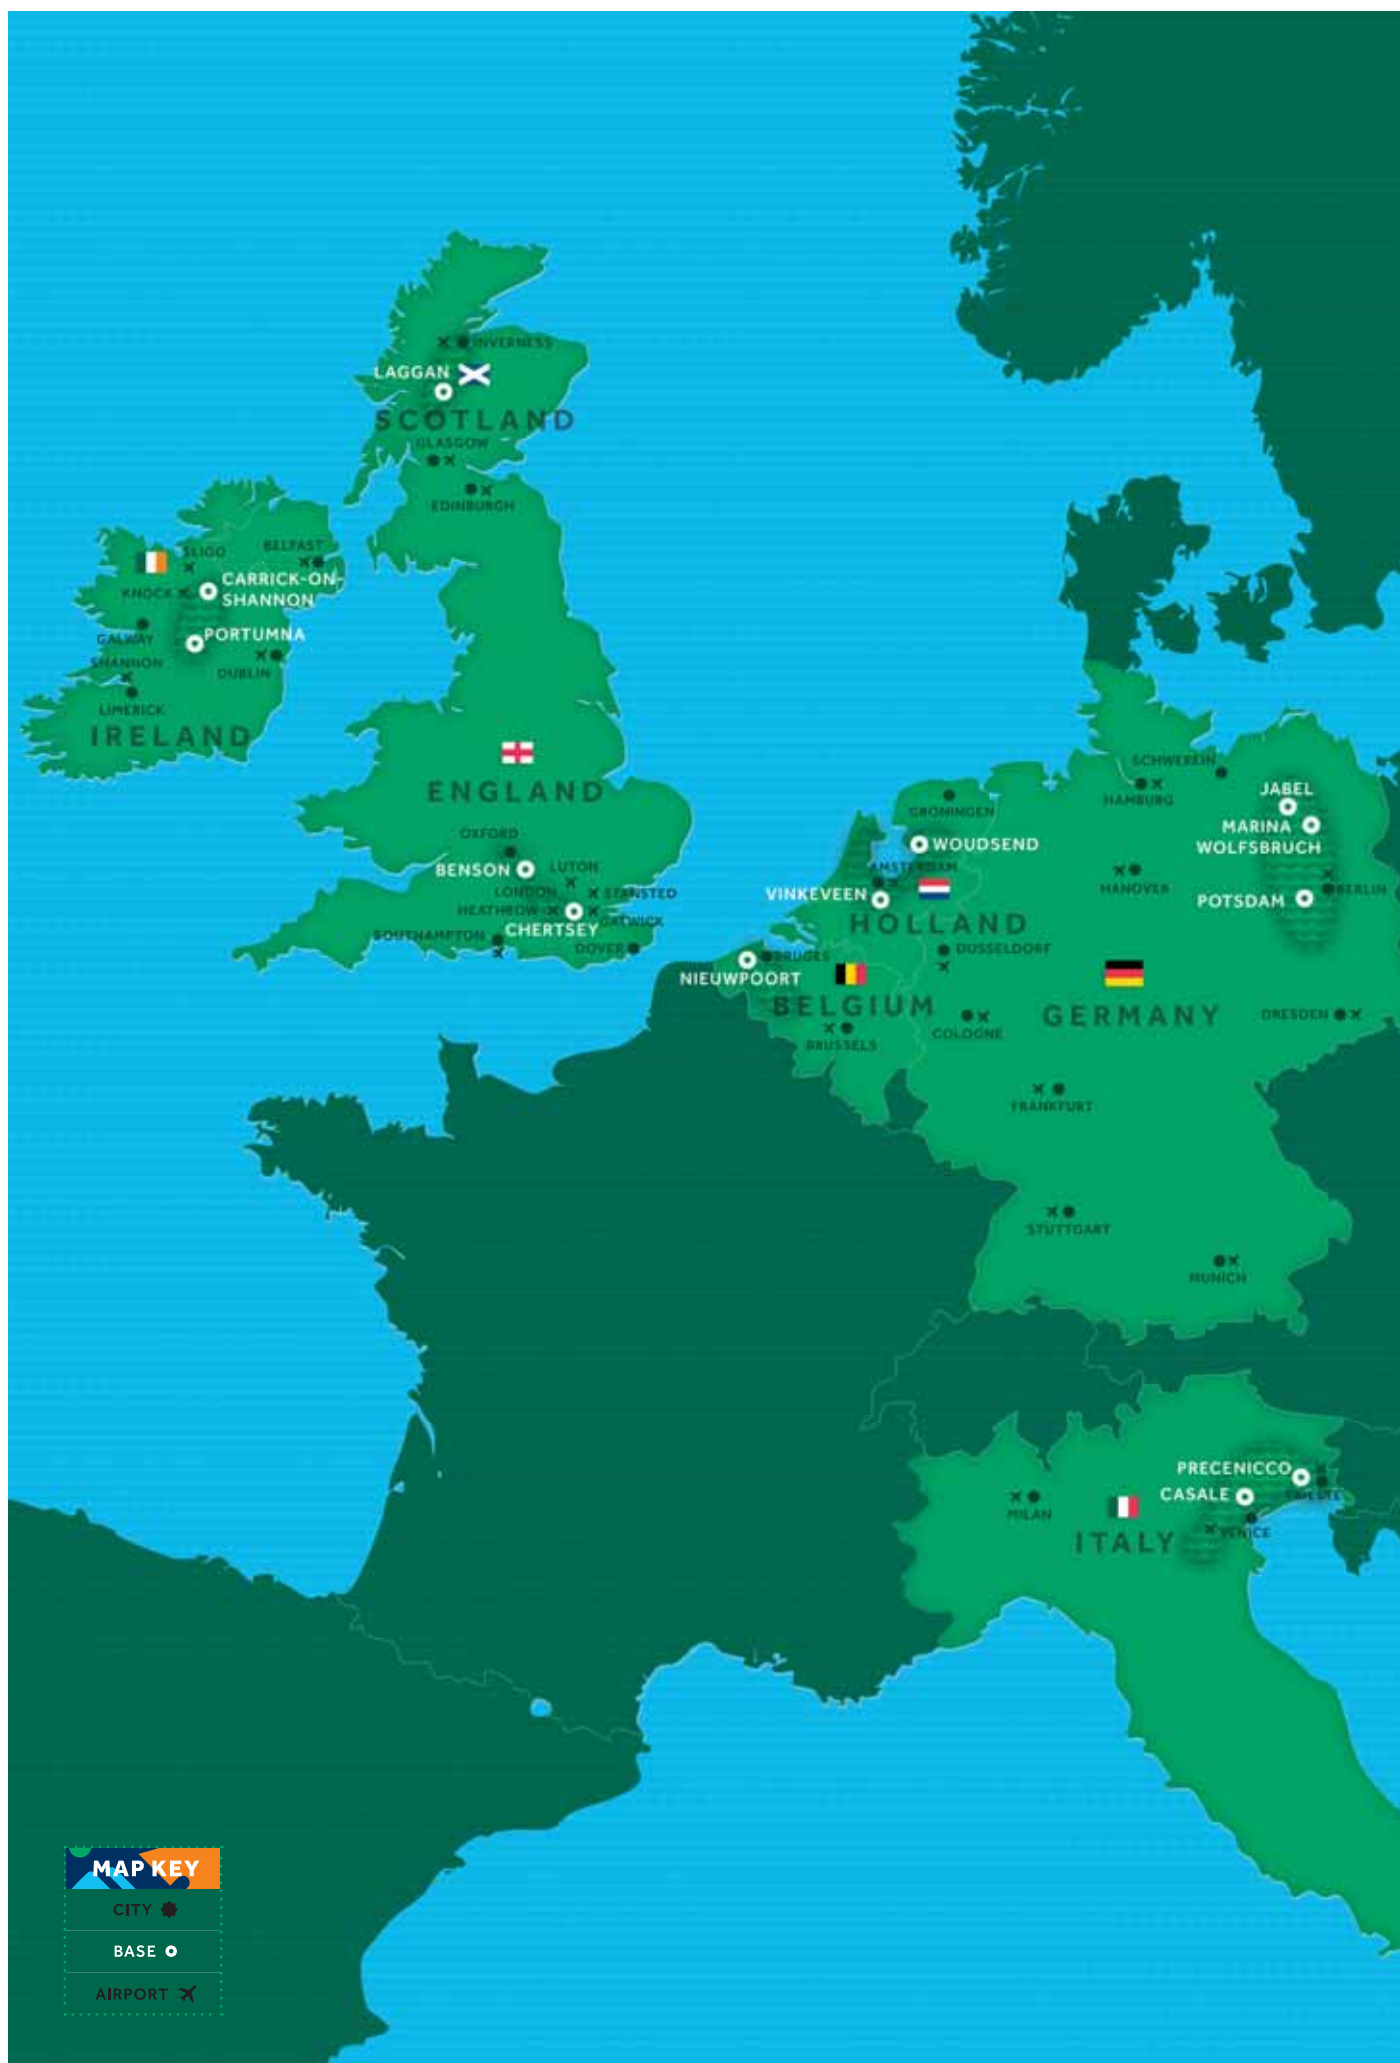 INVERNESS
LAGGAN
SCOTLAND
GLASGOW
EDINBURGH
SLIGO
BELFAST
CARRICK-ON-
SHANNON
KNOCK
GALWAY
PORTUMNA
SHANNON
DUBLIN
LIMERICK
IRELAND
ENGLAND
OXFORD
BENSON
LUTON
LONDON
STANSTED
HEATHROW
GATWICK
CHERTSEY
SOUTHAMPTON
DOVER
SCHWEREIN
HAMBURG
JABEL
MARINA
WOLFSBRUCH
GRONINGEN
WOUDSEND
AMSTERDAM
VINKEVEEN
HOLLAND
HANOVER
BERLIN
POTSDAM
DUSSELDORF
BRUGES
NIEUWPOORT
BELGIUM
GERMANY
DRESDEN
COLOGNE
BRUSSELS
FRANKFURT
STUTTGART
MUNICH
PRECENICCO
CASALE
TRIESTE
MILAN
VENICE
ITALY
MAP KEY
CITY
BASE
AIRPORT